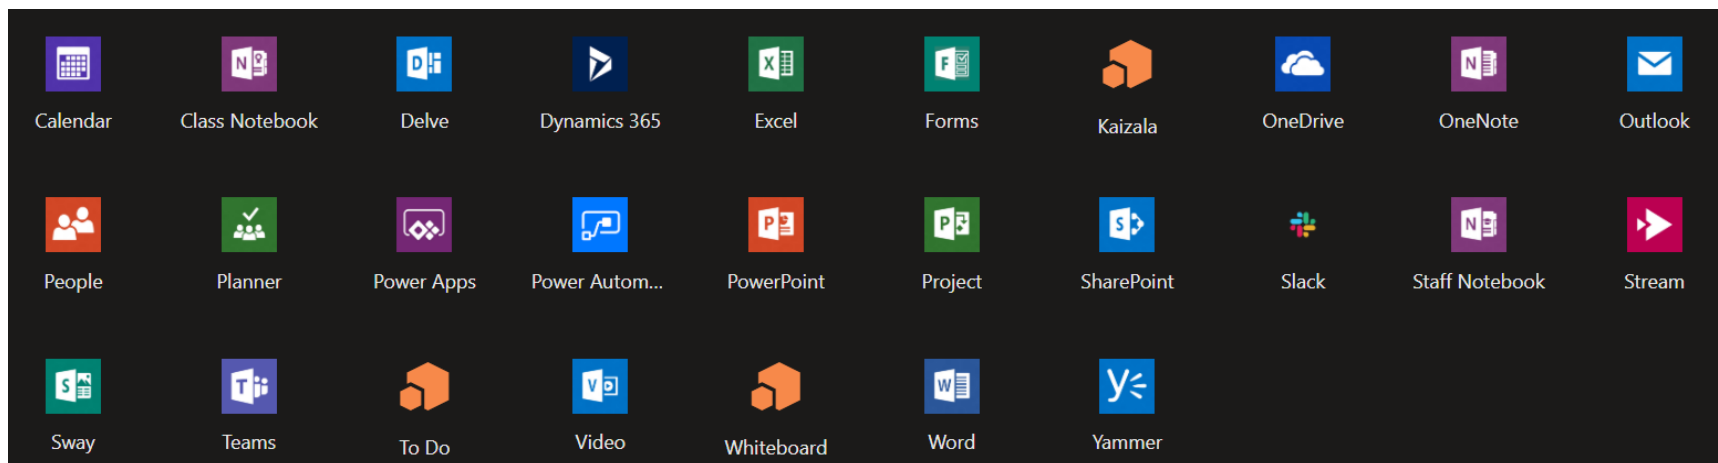 Calendar Class Notebook Delve Dynamics 365 Excel Forms Kaizala OneDrive OneNote Outlook
People Planner Power Apps Power Autom... PowerPoint Project SharePoint Slack Staff Notebook Stream
Sway Teams To Do Video Whiteboard Word Yammer